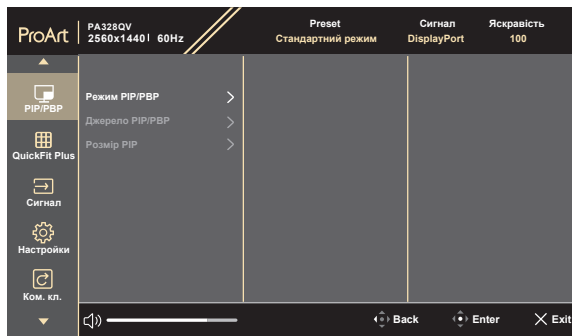 ProArt
PA328QV
2560x1440 60Hz
Preset
Стандартний режим
Сигнал
DisplayPort
Яскравість
100
PIP/PBP
QuickFit Plus
Сигнал
Настройки
Ком. кл.
Режим PIP/PBP
Джерело PIP/PBP
Розмір PIP
Back
Enter
Exit